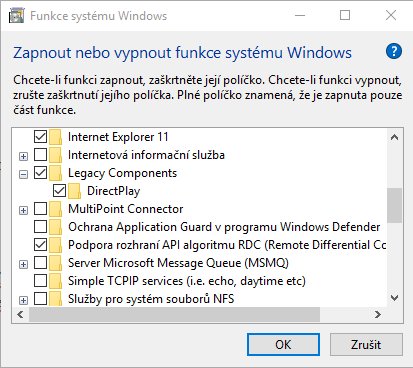 Funkce systému Windows
Zapnout nebo vypnout funkce systému Windows
Chcete-li funkci zapnout, zaškrtněte její políčko. Chcete-li funkci vypnout,
zrušte zaškrtnutí jejího políčka. Plné políčko znamená, že je zapnuta pouze
část funkce.
Internet Explorer 11
Internetová informační služba
Legacy Components
DirectPlay
MultiPoint Connector
Ochrana Application Guard v programu Windows Defender
Podpora rozhraní API algoritmu RDC (Remote Differential Co
Server Microsoft Message Queue (MSMQ)
Simple TCPIP services (i.e. echo, daytime etc)
Služby pro systém souborů NFS
OK
Zrušit